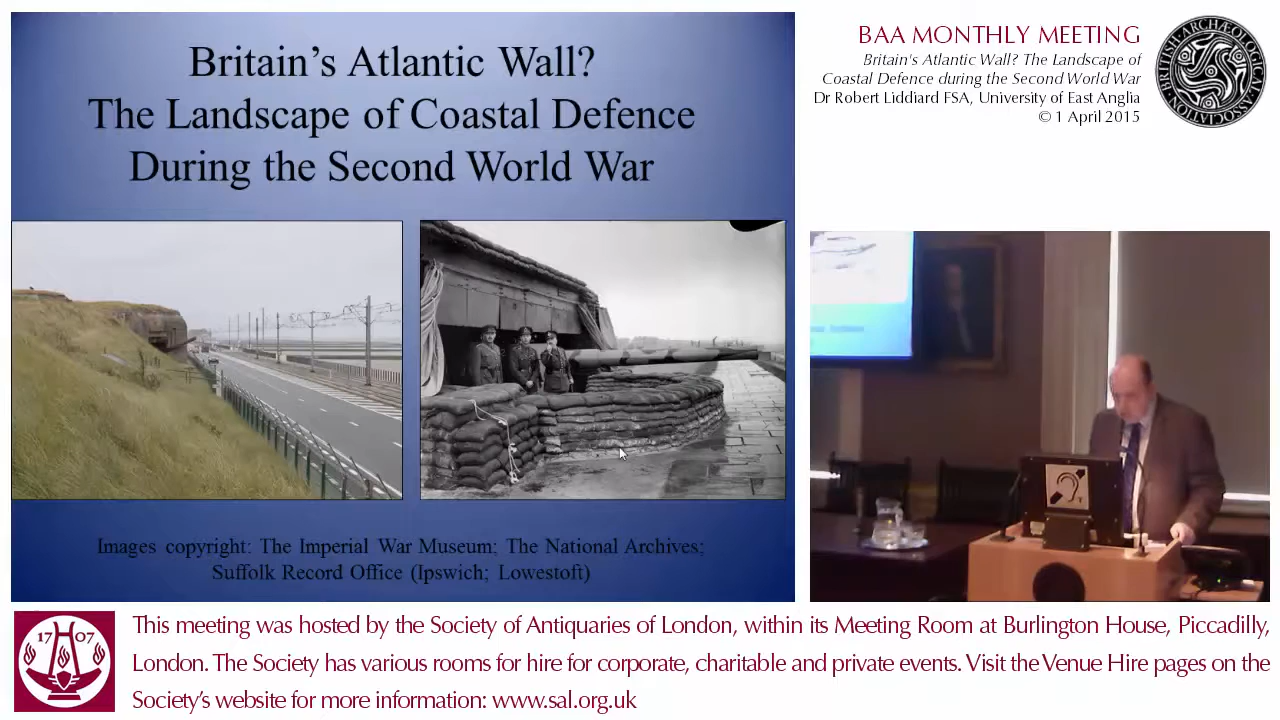 Britain's Atlantic Wall?
The Landscape of Coastal Defence
During the Second World War
Images copyright: The Imperial War Museum; The National Archives;
Suffolk Record Office (Ipswich; Lowestoft)
BAA MONTHLY MEETING
Britain's Atlantic Wall? The Landscape of
Coastal Defence during the Second World War
Dr Robert Liddiard FSA, University of East Anglia
© 1 April 2015
BRITISH ARCHÆOLOGICAL ASSOCIATION
T
17 07
This meeting was hosted by the Society of Antiquaries of London, within its Meeting Room at Burlington House, Piccadilly,
London. The Society has various rooms for hire for corporate, charitable and private events. Visit the Venue Hire pages on the
Society's website for more information: www.sal.org.uk